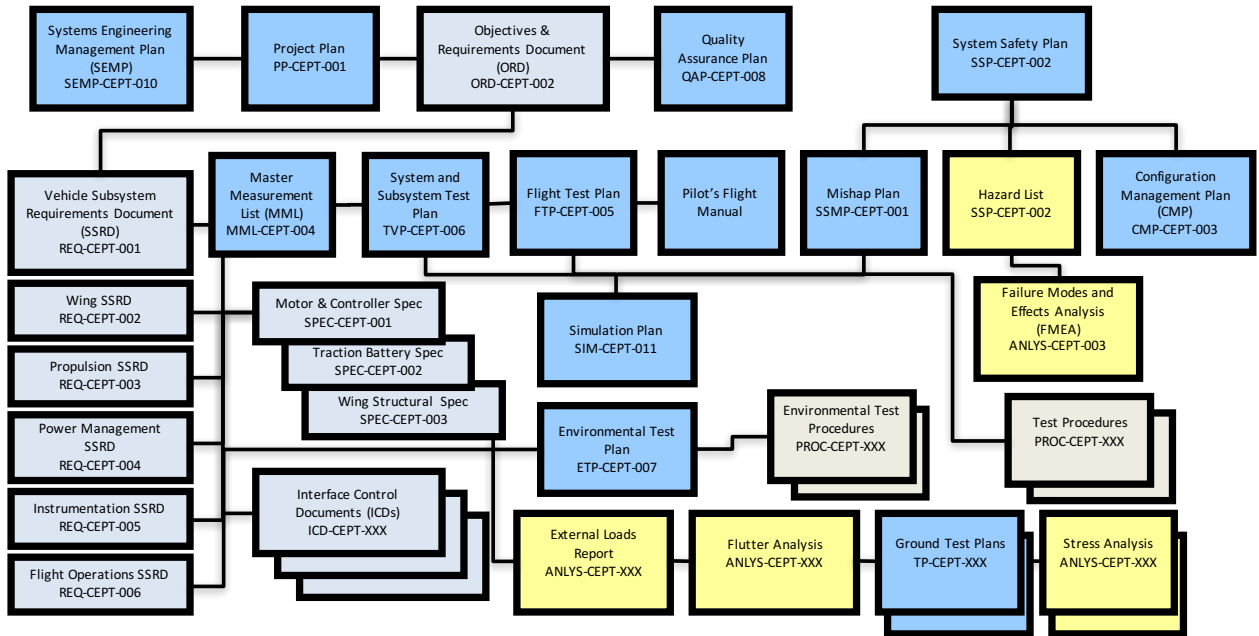 Systems Engineering
Management Plan
(SEMP)
SEMP-CEPT-010
Project Plan
PP-CEPT-001
Objectives &
Requirements Document
(ORD)
ORD-CEPT-002
Quality
Assurance Plan
QAP-CEPT-008
System Safety Plan
SSP-CEPT-002
Vehicle Subsystem
Requirements Document
(SSRD)
REQ-CEPT-001
Master
Measurement
List (MML)
MML-CEPT-004
System and
Subsystem Test
Plan
TVP-CEPT-006
Flight Test Plan
FTP-CEPT-005
Pilot's Flight
Manual
Mishap Plan
SSMP-CEPT-001
Hazard List
SSP-CEPT-002
Configuration
Management Plan
(CMP)
CMP-CEPT-003
Wing SSRD
REQ-CEPT-002
Motor & Controller Spec
SPEC-CEPT-001
Traction Battery Spec
SPEC-CEPT-002
Wing Structural Spec
SPEC-CEPT-003
Simulation Plan
SIM-CEPT-011
Failure Modes and
Effects Analysis
(FMEA)
ANLYS-CEPT-003
Propulsion SSRD
REQ-CEPT-003
Power Management
SSRD
REQ-CEPT-004
Environmental Test
Plan
ETP-CEPT-007
Environmental Test
Procedures
PROC-CEPT-XXX
Test Procedures
PROC-CEPT-XXX
Instrumentation SSRD
REQ-CEPT-005
Interface Control
Documents (ICDs)
ICD-CEPT-XXX
Flight Operations SSRD
REQ-CEPT-006
External Loads
Report
ANLYS-CEPT-XXX
Flutter Analysis
ANLYS-CEPT-XXX
Ground Test Plans
TP-CEPT-XXX
Stress Analysis
ANLYS-CEPT-XXX